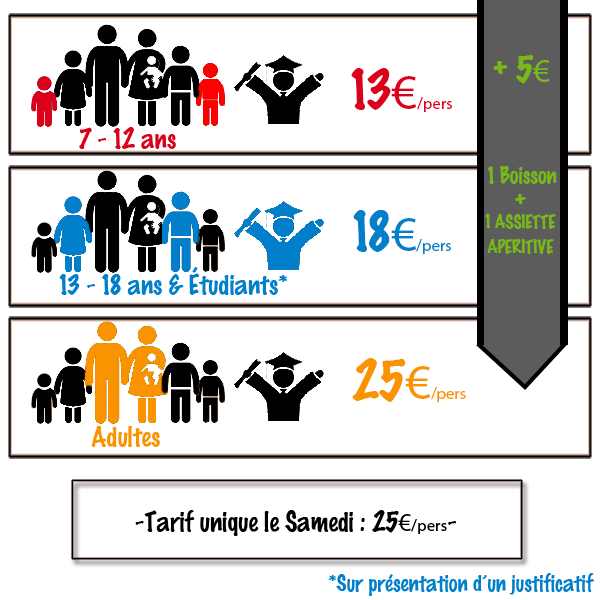 + 5€
13€/pers
7 - 12 ans
1 Boisson
+
1 ASSIETTE
APERITIVE
18€/pers
13 - 18 ans & Étudiants*
25€/pers
Adultes
-Tarif unique le Samedi : 25€/pers-
*Sur présentation d'un justificatif